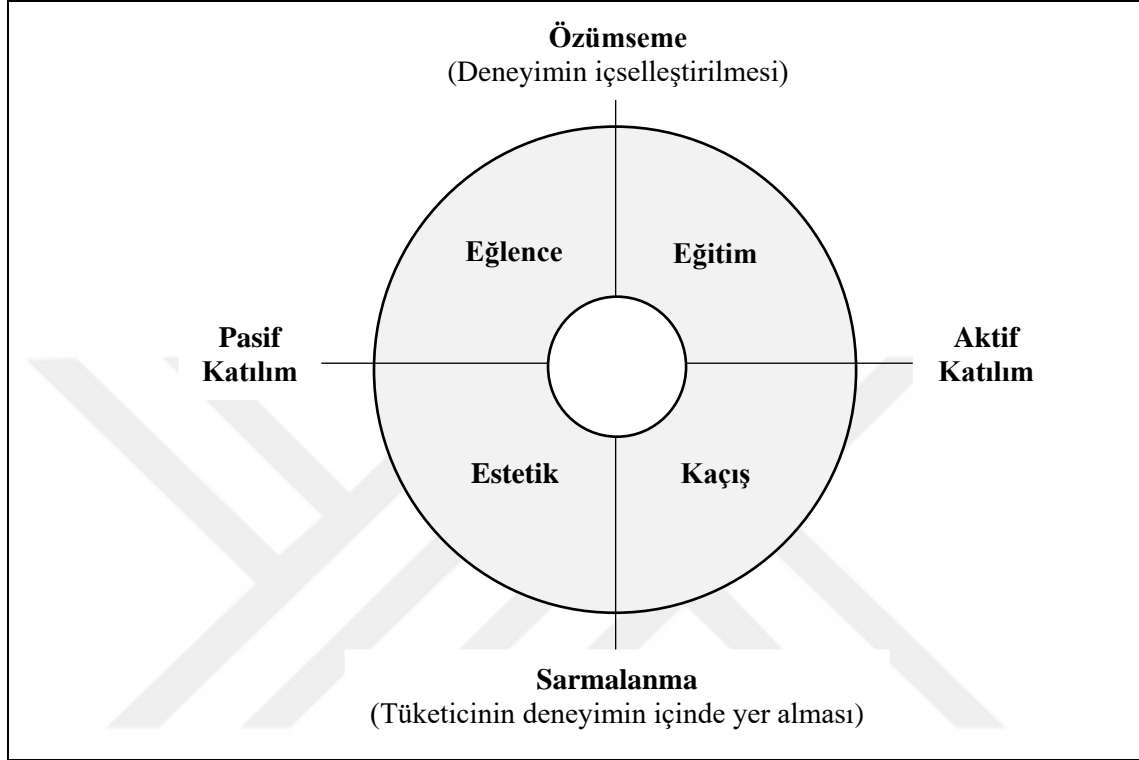 Özümseme
(Deneyimin içselleştirilmesi)
Eğlence
Eğitim
Pasif
Katılım
Aktif
Katılım
Estetik
Kaçış
Sarmalanma
(Tüketicinin deneyimin içinde yer alması)